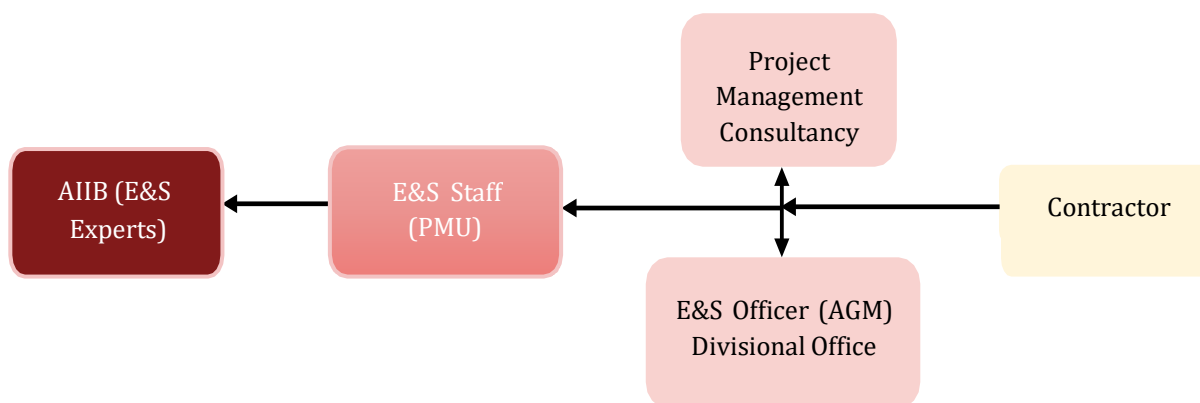 Project
Management
Consultancy
AIIB (E&S
Experts)
E&S Staff
(PMU)
Contractor
E&S Officer (AGM)
Divisional Office